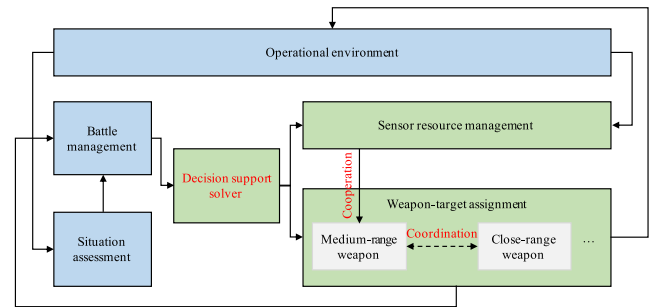 Operational environment
Battle
management
Sensor resource management
Decision support
solver
Cooperation
Weapon-target assignment
Situation
assessment
Medium-range
weapon
Coordination
Close-range
weapon
...